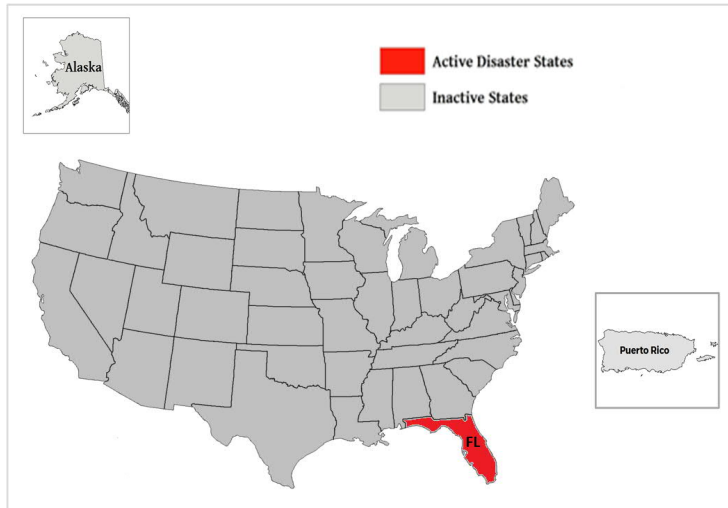 Alaska
Active Disaster States
Inactive States
Puerto Rico
FL